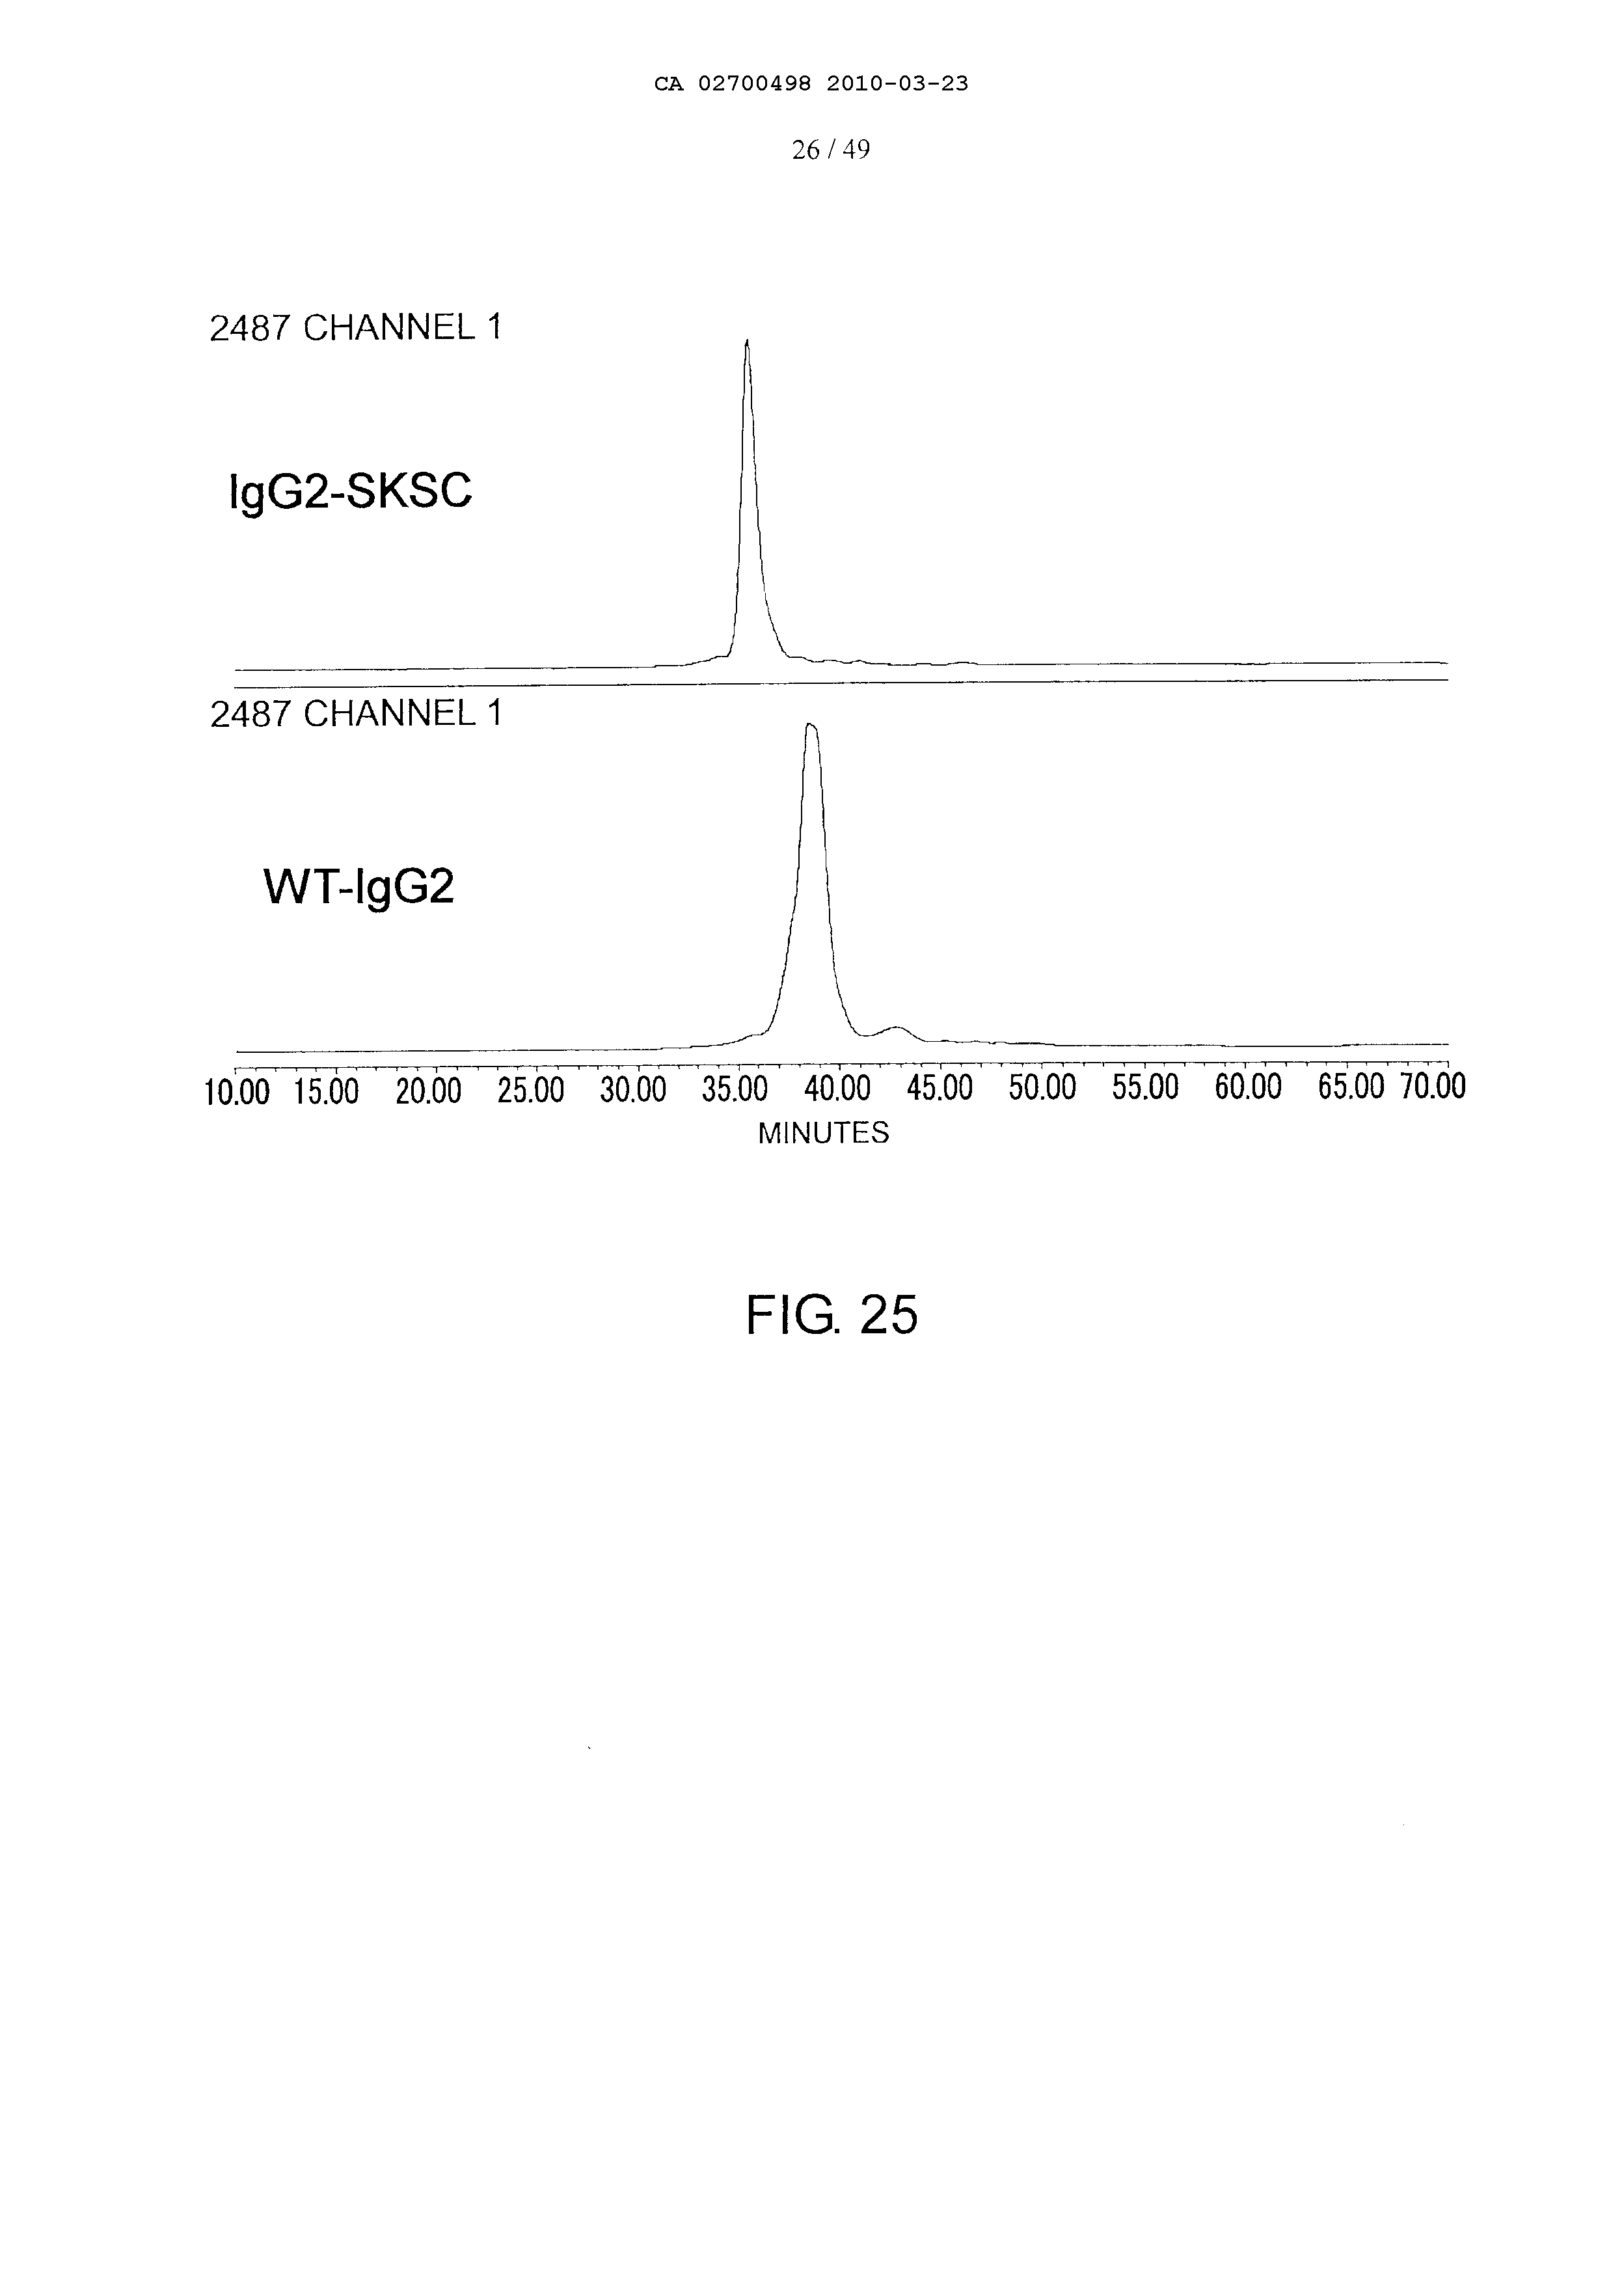 CA 02700498 2010-03-23
26 / 49
2487 CHANNEL 1
IgG2-SKSC
2487 CHANNEL 1
WT-IgG2
10.00 15.00 20.00 25.00 30.00 35.00 40.00 45.00 50.00 55.00 60.00 65.00 70.00
MINUTES
FIG. 25